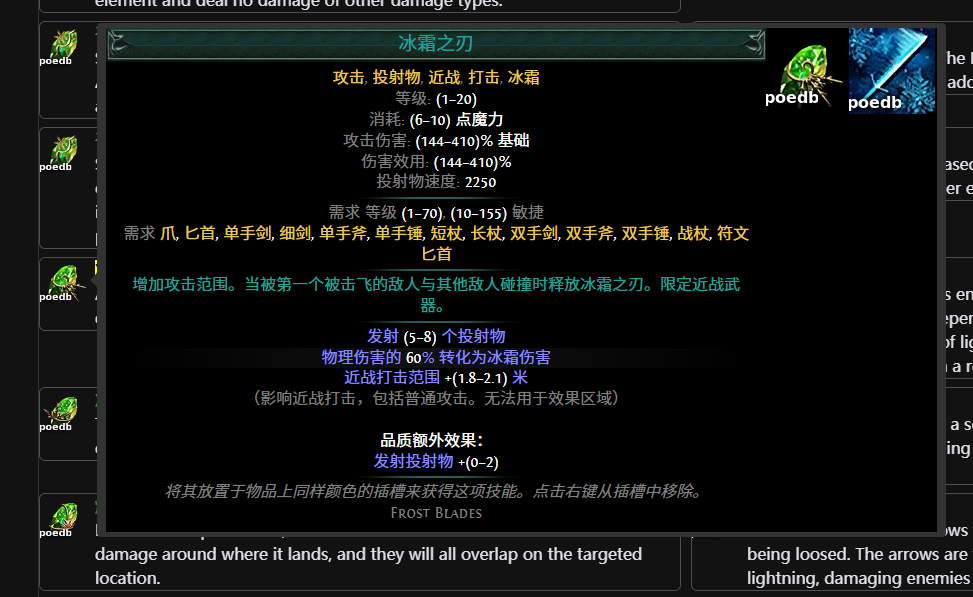 element and deal no damage of other damage types.
poedb
冰霜之刃
攻击, 投射物, 近战, 打击, 冰霜
等级: (1–20)
消耗: (6–10) 点魔力
攻击伤害: (144–410)% 基础
伤害效用: (144–410)%
投射物速度: 2250
需求 等级 (1–70), (10–155) 敏捷
需求 爪, 匕首, 单手剑, 细剑, 单手斧, 单手锤, 短杖, 长杖, 双手剑, 双手斧, 双手锤, 战杖, 符文
匕首
增加攻击范围。当被第一个被击飞的敌人与其他敌人碰撞时释放冰霜之刃。限定近战武
器。
发射 (5–8) 个投射物
物理伤害的 60% 转化为冰霜伤害
近战打击范围 +(1.8–2.1) 米
（影响近战打击，包括普通攻击。无法用于效果区域）
品质额外效果：
发射投射物 +(0–2)
将其放置于物品上同样颜色的插槽来获得这项技能。点击右键从插槽中移除。
Frost Blades
poedb
poedb
poedb
poedb
poedb
poedb
add
a
damage around where it lands, and they will all overlap on the targeted
location.
being loosed. The arrows are
lightning, damaging enemies